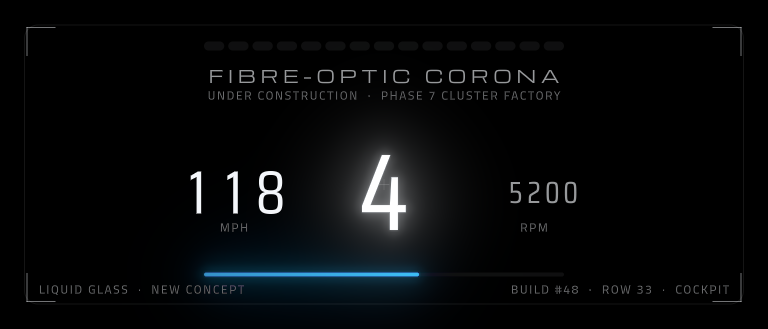 FIBRE-OPTIC CORONA
UNDER CONSTRUCTION · PHASE 7 CLUSTER FACTORY
118
MPH
4
5200
RPM
LIQUID GLASS · NEW CONCEPT
BUILD #48 · ROW 33 · COCKPIT